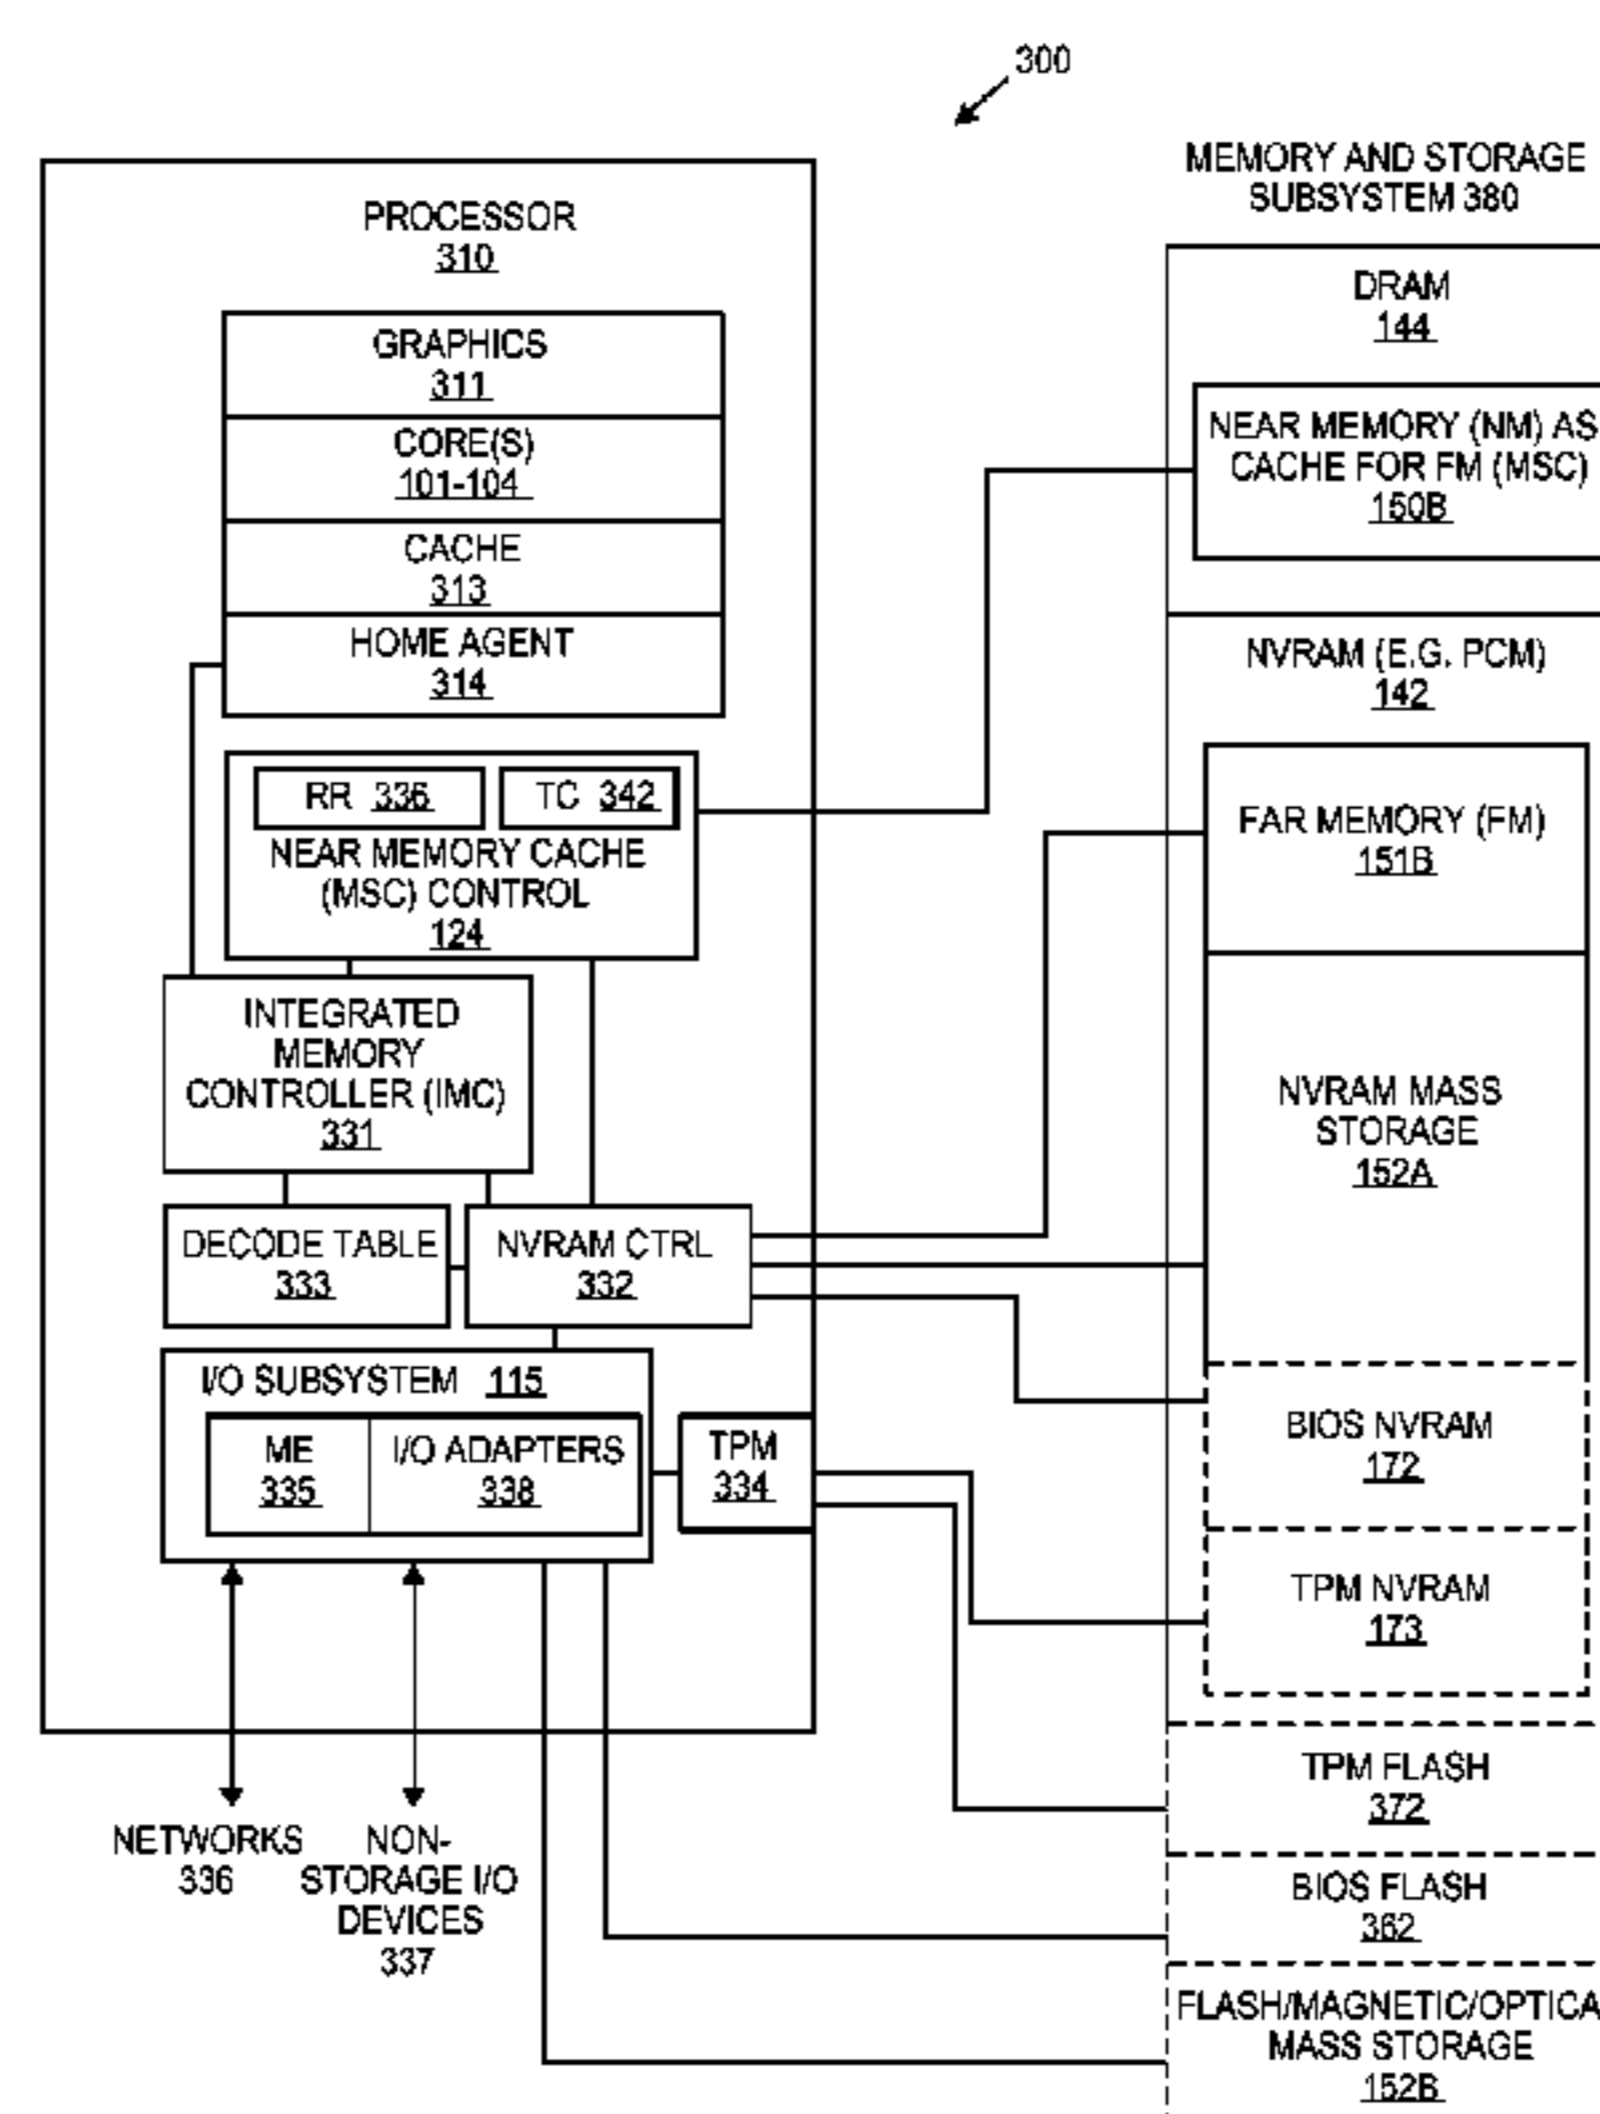 300
PROCESSOR
310
GRAPHICS
311
CORE(S)
101-104
CACHE
313
HOME AGENT
314
RR 336
TC 342
NEAR MEMORY CACHE
(MSC) CONTROL
124
INTEGRATED
MEMORY
CONTROLLER (IMC)
331
DECODE TABLE
333
NVRAM CTRL
332
I/O SUBSYSTEM 115
ME
335
I/O ADAPTERS
338
TPM
334
NETWORKS
336
NON-
STORAGE I/O
DEVICES
337
MEMORY AND STORAGE
SUBSYSTEM 380
DRAM
144
NEAR MEMORY (NM) AS
CACHE FOR FM (MSC)
150B
NVRAM (E.G. PCM)
142
FAR MEMORY (FM)
151B
NVRAM MASS
STORAGE
152A
BIOS NVRAM
172
TPM NVRAM
173
TPM FLASH
372
BIOS FLASH
362
FLASH/MAGNETIC/OPTICA
MASS STORAGE
152B